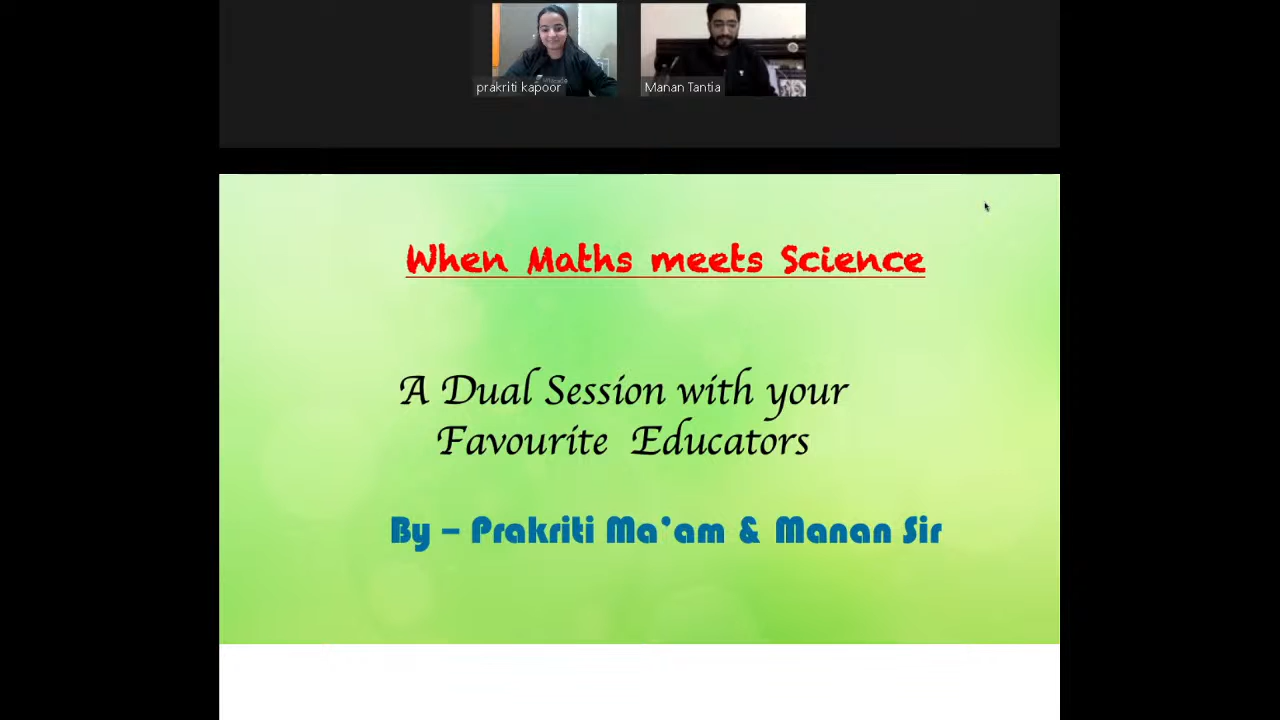 prakriti kapoor
Manan Tantia
When Maths meets Science
A Dual Session with your
Favourite Educators
By – Prakriti Ma'am & Manan Sir